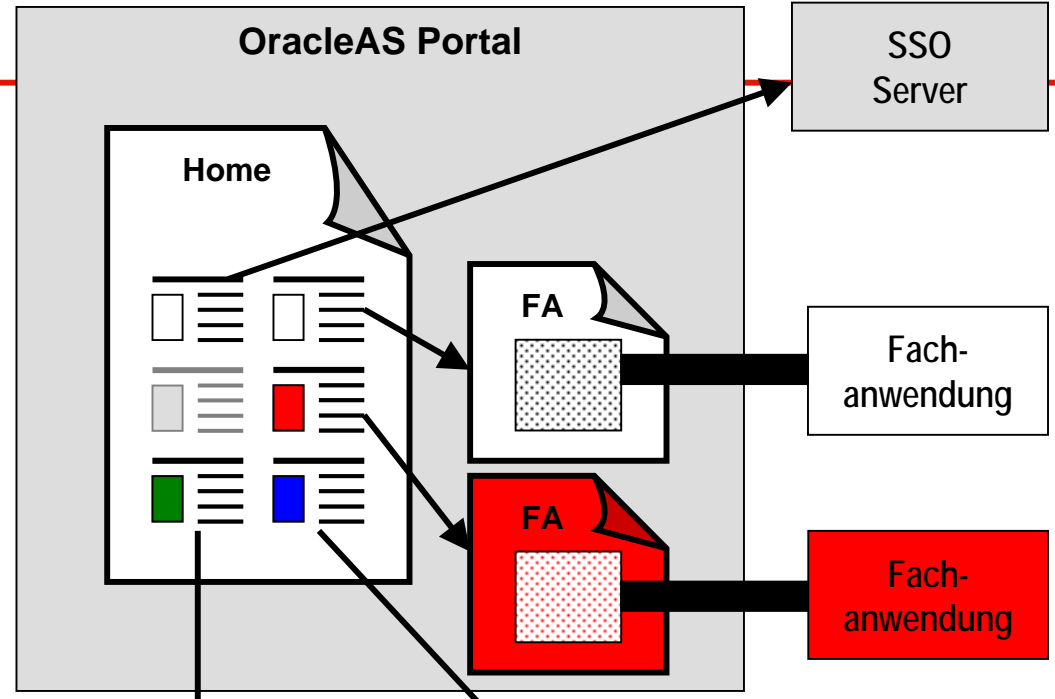 OracleAS Portal
SSO
Server
Home
FA
Fach-
anwendung
FA
Fach-
anwendung